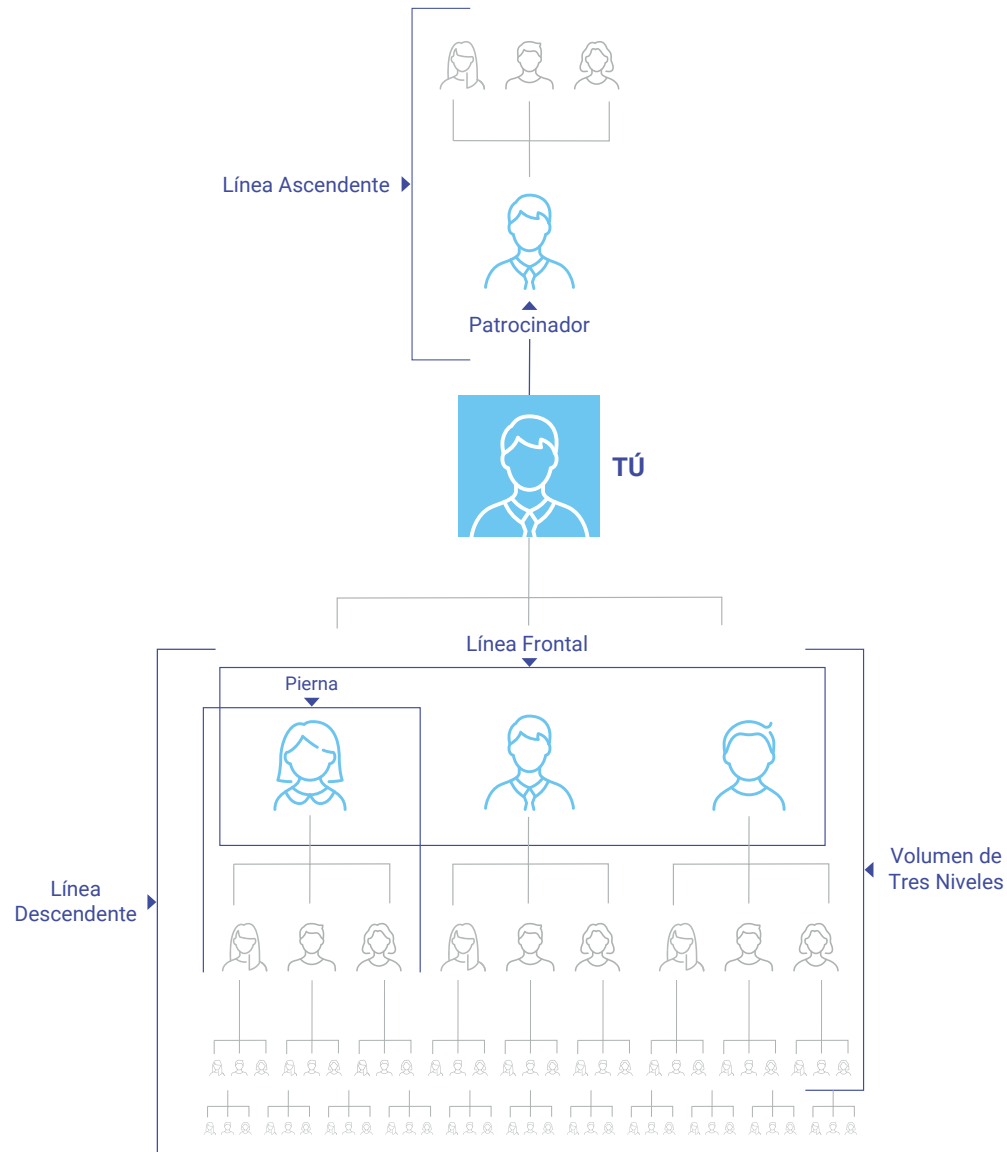 Línea Ascendente
Patrocinador
TÚ
Línea Frontal
Pierna
Volumen de
Tres Niveles
Línea
Descendente